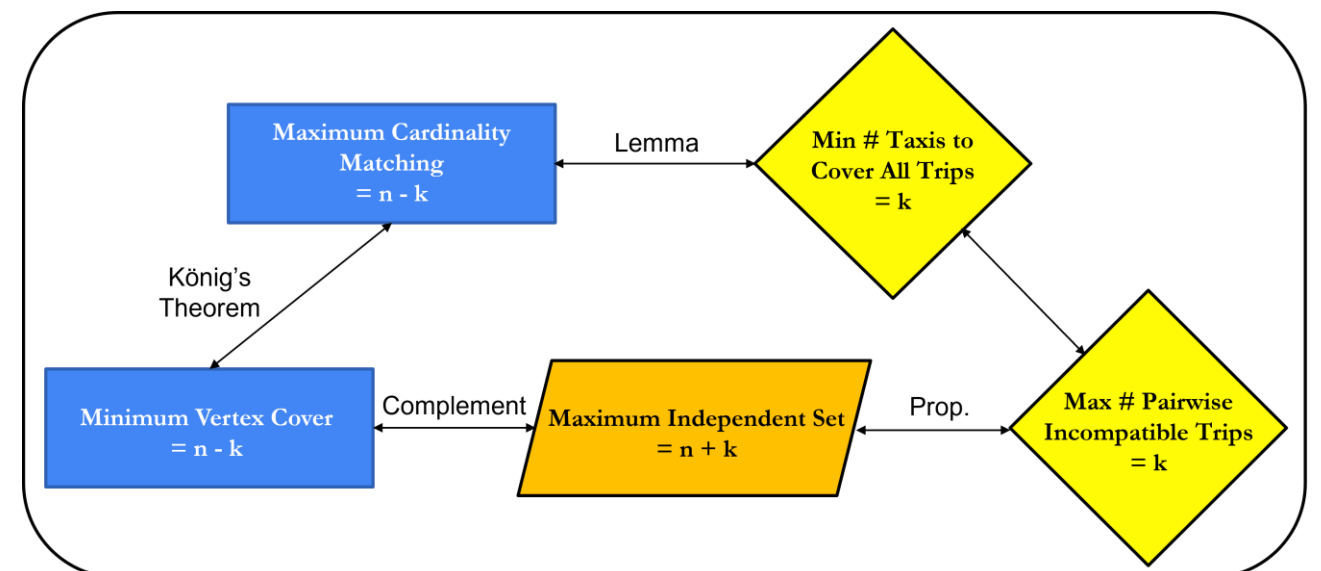 Maximum Cardinality
Matching
= n - k
Lemma
Min # Taxis to
Cover All Trips
= k
König's
Theorem
Minimum Vertex Cover
= n - k
Complement
Maximum Independent Set
= n + k
Prop.
Max # Pairwise
Incompatible Trips
= k